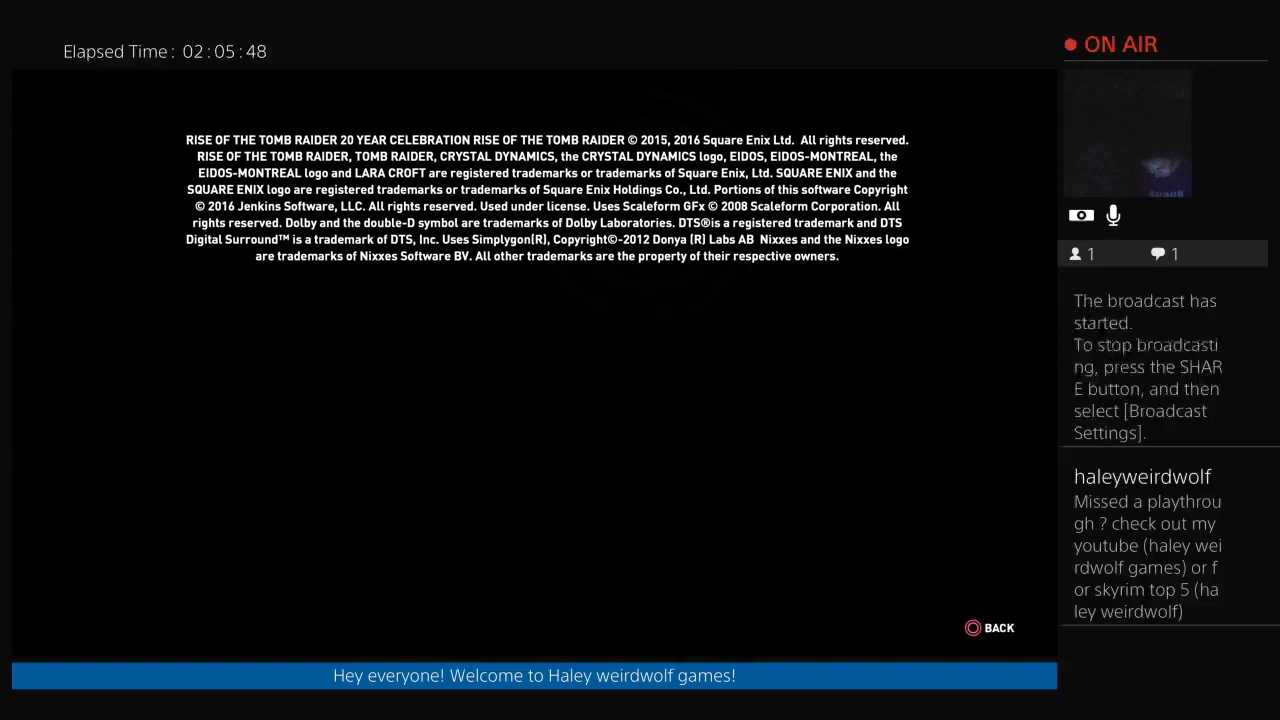 Elapsed Time: 02:05:48
ON AIR
RISE OF THE TOMB RAIDER 20 YEAR CELEBRATION RISE OF THE TOMB RAIDER © 2015, 2016 Square Enix Ltd. All rights reserved.
RISE OF THE TOMB RAIDER, TOMB RAIDER, CRYSTAL DYNAMICS, the CRYSTAL DYNAMICS logo, EIDOS, EIDOS-MONTREAL, the
EIDOS-MONTREAL logo and LARA CROFT are registered trademarks or trademarks of Square Enix, Ltd. SQUARE ENIX and the
SQUARE ENIX logo are registered trademarks or trademarks of Square Enix Holdings Co., Ltd. Portions of this software Copyright
© 2016 Jenkins Software, LLC. All rights reserved. Used under license. Uses Scaleform GFx © 2008 Scaleform Corporation. All
rights reserved. Dolby and the double-D symbol are trademarks of Dolby Laboratories. DTS®is a registered trademark and DTS
Digital Surround™ is a trademark of DTS, Inc. Uses Simplygon(R), Copyright©-2012 Donya (R) Labs AB Nixxes and the Nixxes logo
are trademarks of Nixxes Software BV. All other trademarks are the property of their respective owners.
1 1
The broadcast has
started.
To stop broadcasti
ng, press the SHAR
E button, and then
select [Broadcast
Settings].
haleyweirdwolf
Missed a playthrou
gh ? check out my
youtube (haley wei
rdwolf games) or f
or skyrim top 5 (ha
ley weirdwolf)
BACK
Hey everyone! Welcome to Haley weirdwolf games!